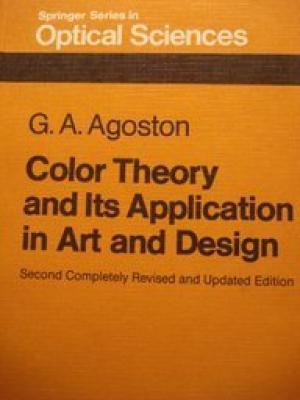 Springer Series in
Optical Sciences
G. A. Agoston
Color Theory
and Its Application
in Art and Design
Second Completely Revised and Updated Edition